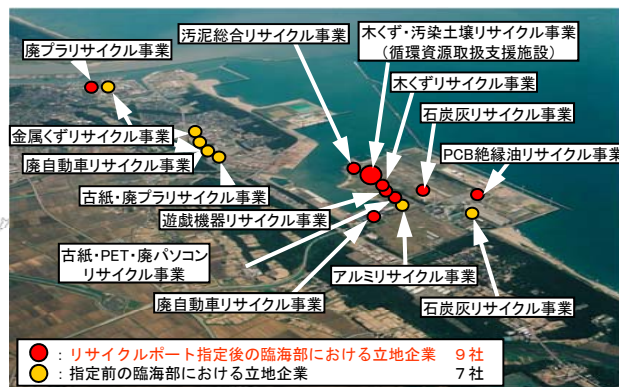 汚泥総合リサイクル事業
木くず・汚染土壌リサイクル事業
（循環資源取扱支援施設）
廃プラリサイクル事業
木くずリサイクル事業
石炭灰リサイクル事業
金属くずリサイクル事業
PCB絶縁油リサイクル事業
廃自動車リサイクル事業
古紙・廃プラリサイクル事業
遊戯機器リサイクル事業
古紙・PET・廃パソコン
リサイクル事業
アルミリサイクル事業
廃自動車リサイクル事業
石炭灰リサイクル事業
：リサイクルポート指定後の臨海部における立地企業　９社
：指定前の臨海部における立地企業　７社